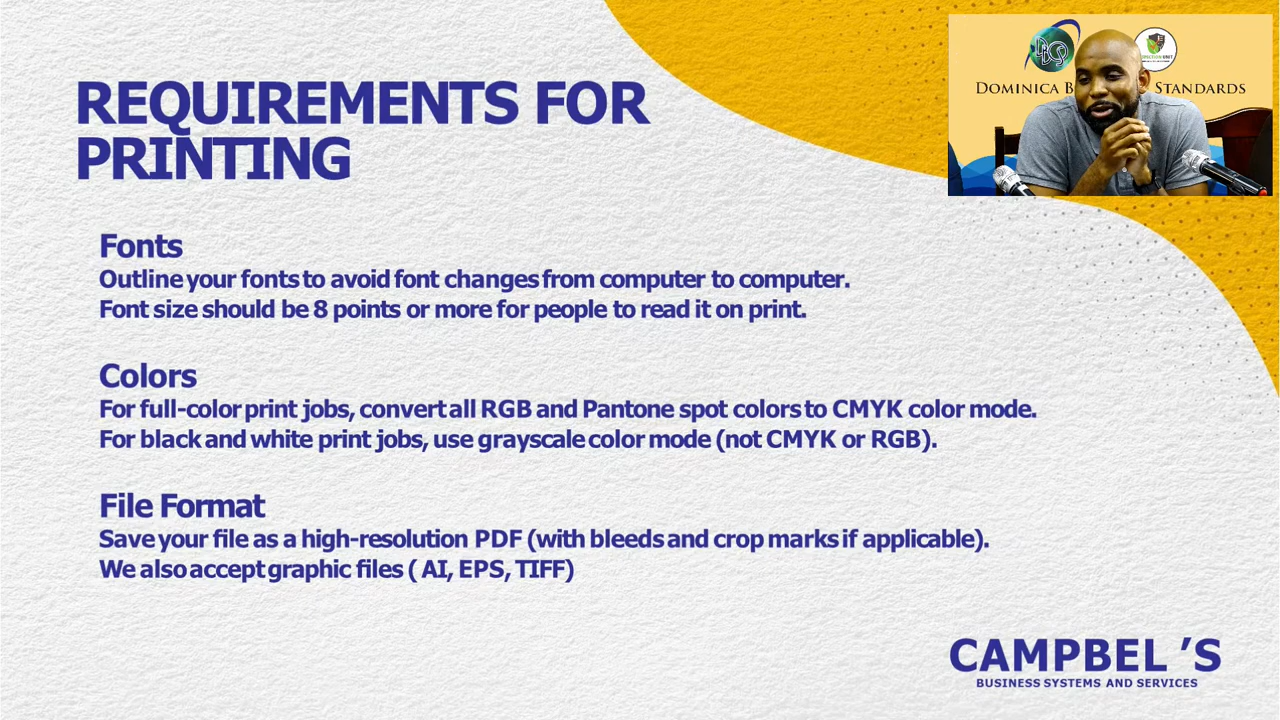 REQUIREMENTS FOR
PRINTING
Fonts
Outline your fonts to avoid font changes from computer to computer.
Font size should be 8 points or more for people to read it on print.
Colors
For full-color print jobs, convert all RGB and Pantone spot colors to CMYK color mode.
For black and white print jobs, use grayscale color mode (not CMYK or RGB).
File Format
Save your file as a high-resolution PDF (with bleeds and crop marks if applicable).
We also accept graphic files ( AI, EPS, TIFF)
DBOS
UNIT
DOMINICA B STANDARDS
CAMPBEL 'S
BUSINESS SYSTEMS AND SERVICES